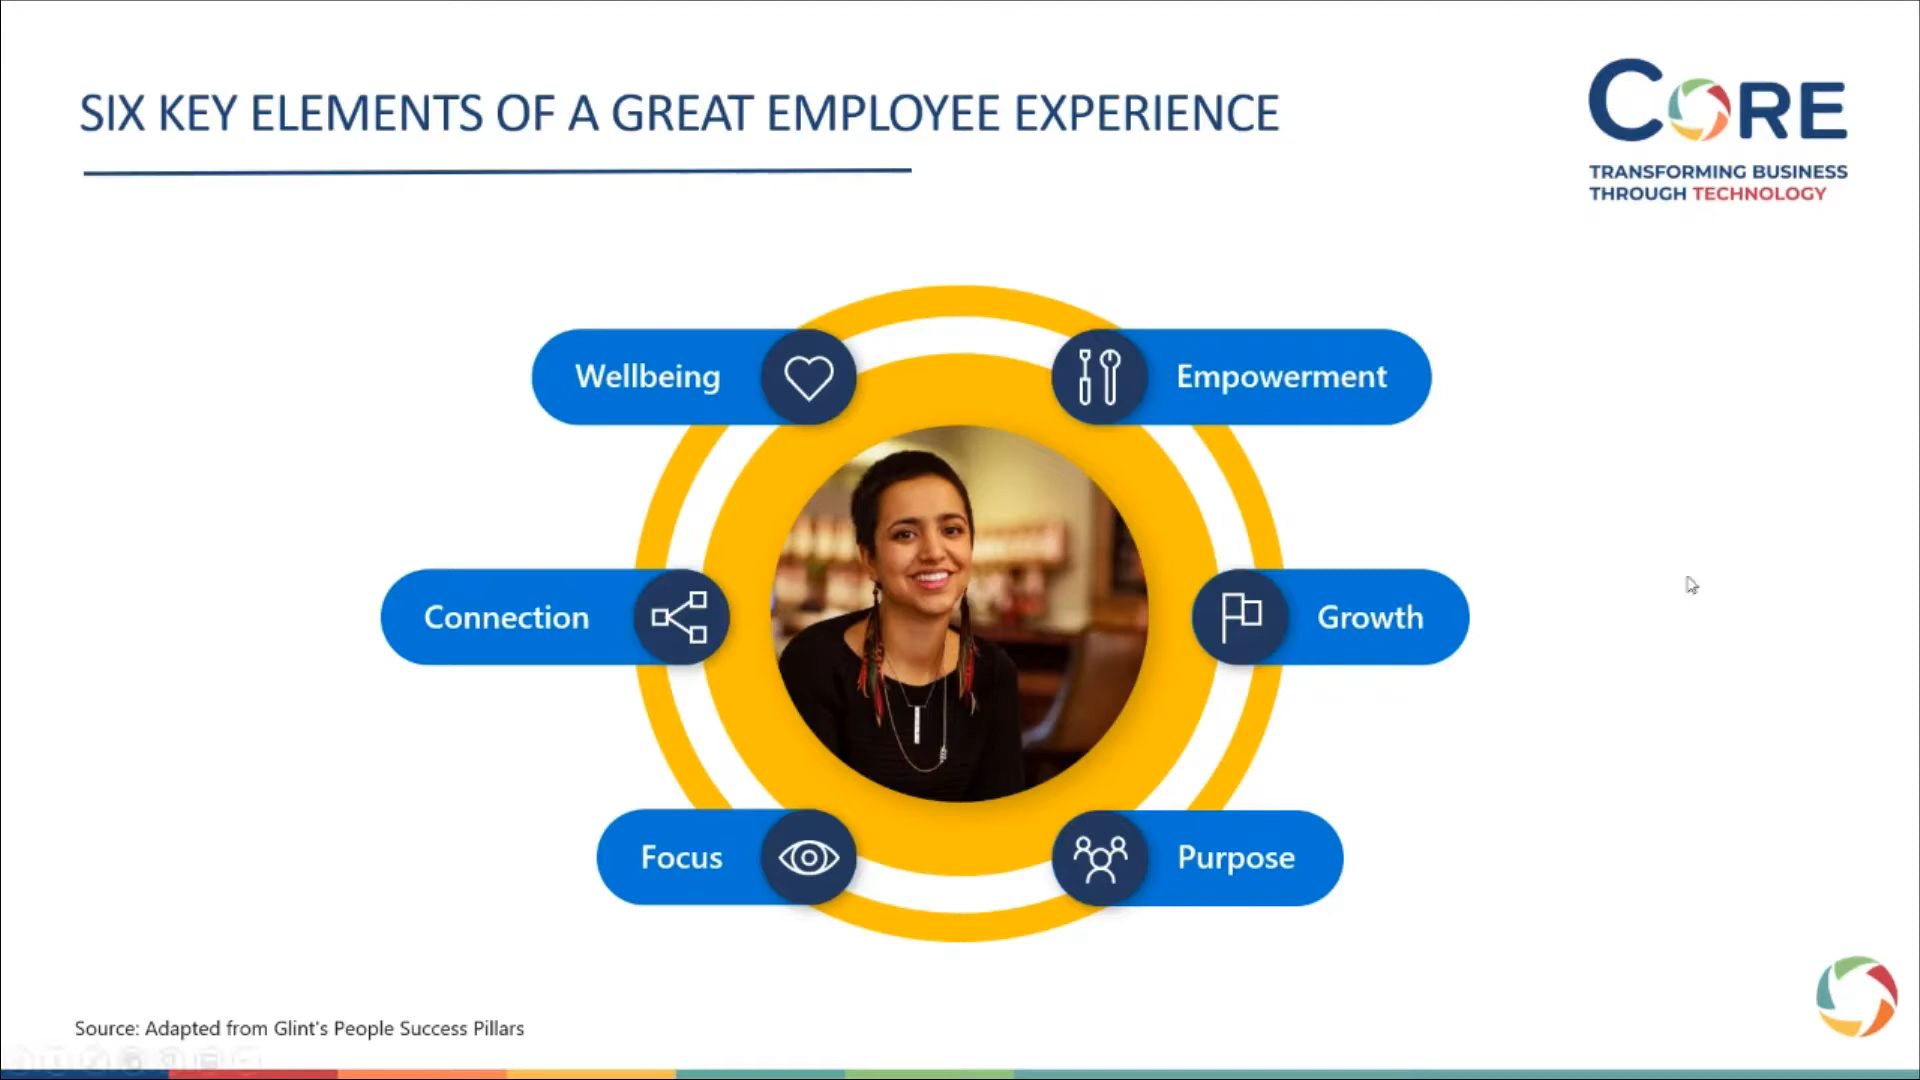 SIX KEY ELEMENTS OF A GREAT EMPLOYEE EXPERIENCE
CORE
TRANSFORMING BUSINESS
THROUGH TECHNOLOGY
Wellbeing
Empowerment
Connection
Growth
Focus
Purpose
Source: Adapted from Glint's People Success Pillars